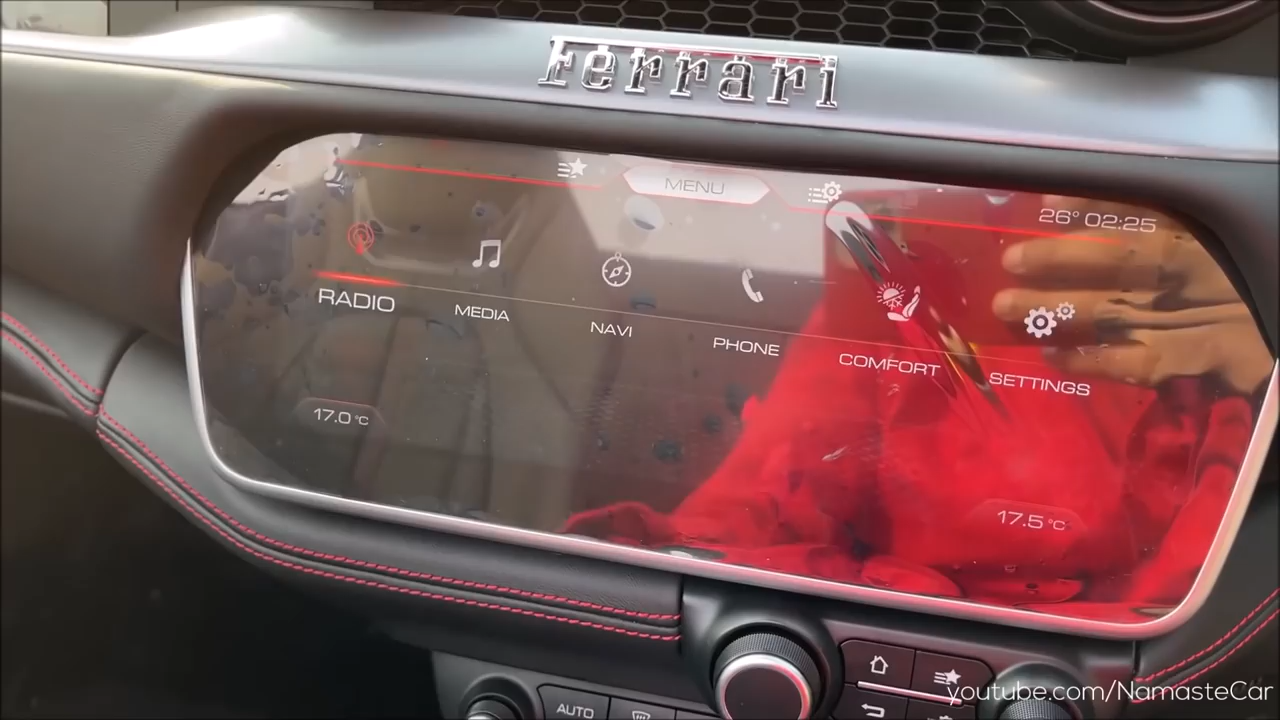 Ferrari
MENU
26° 02:25
RADIO
MEDIA
NAVI
PHONE
COMFORT
SETTINGS
17.0 °C
17.5 °C
AUTO
youtube.com/NamasteCar